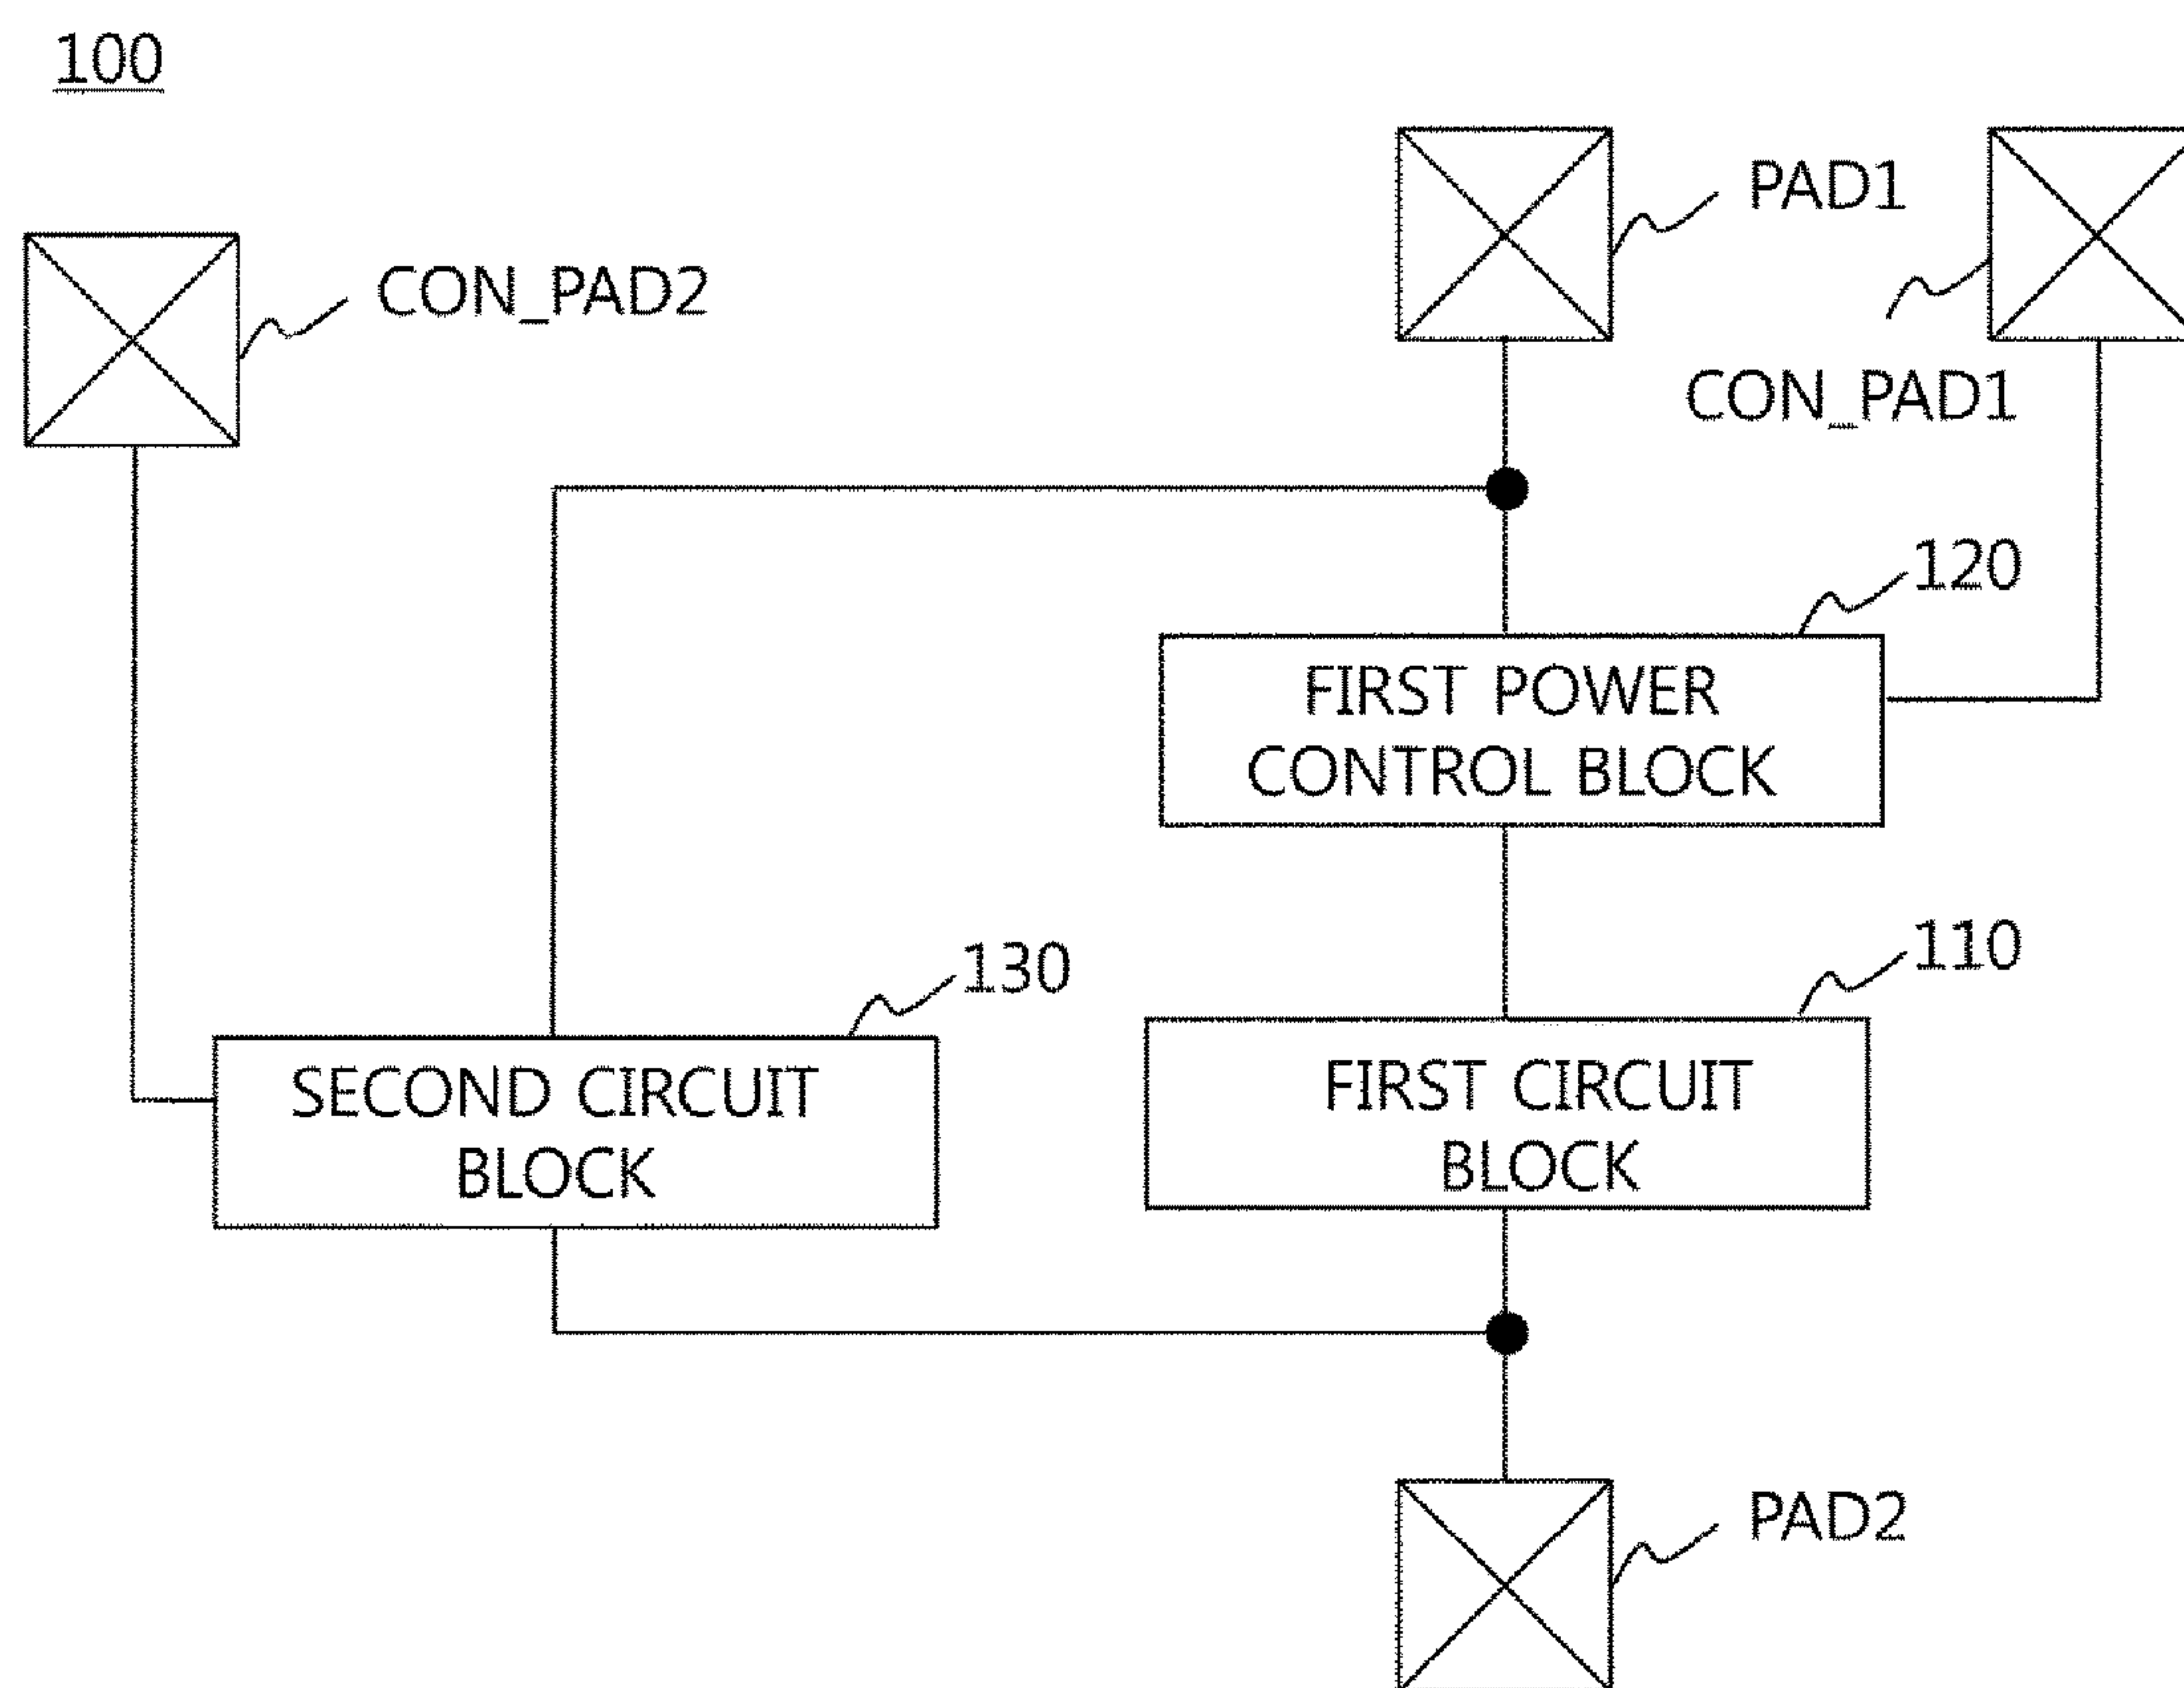 100
PAD1
CON_PAD2
CON_PAD1
120
FIRST POWER
CONTROL BLOCK
130
110
SECOND CIRCUIT
BLOCK
FIRST CIRCUIT
BLOCK
PAD2